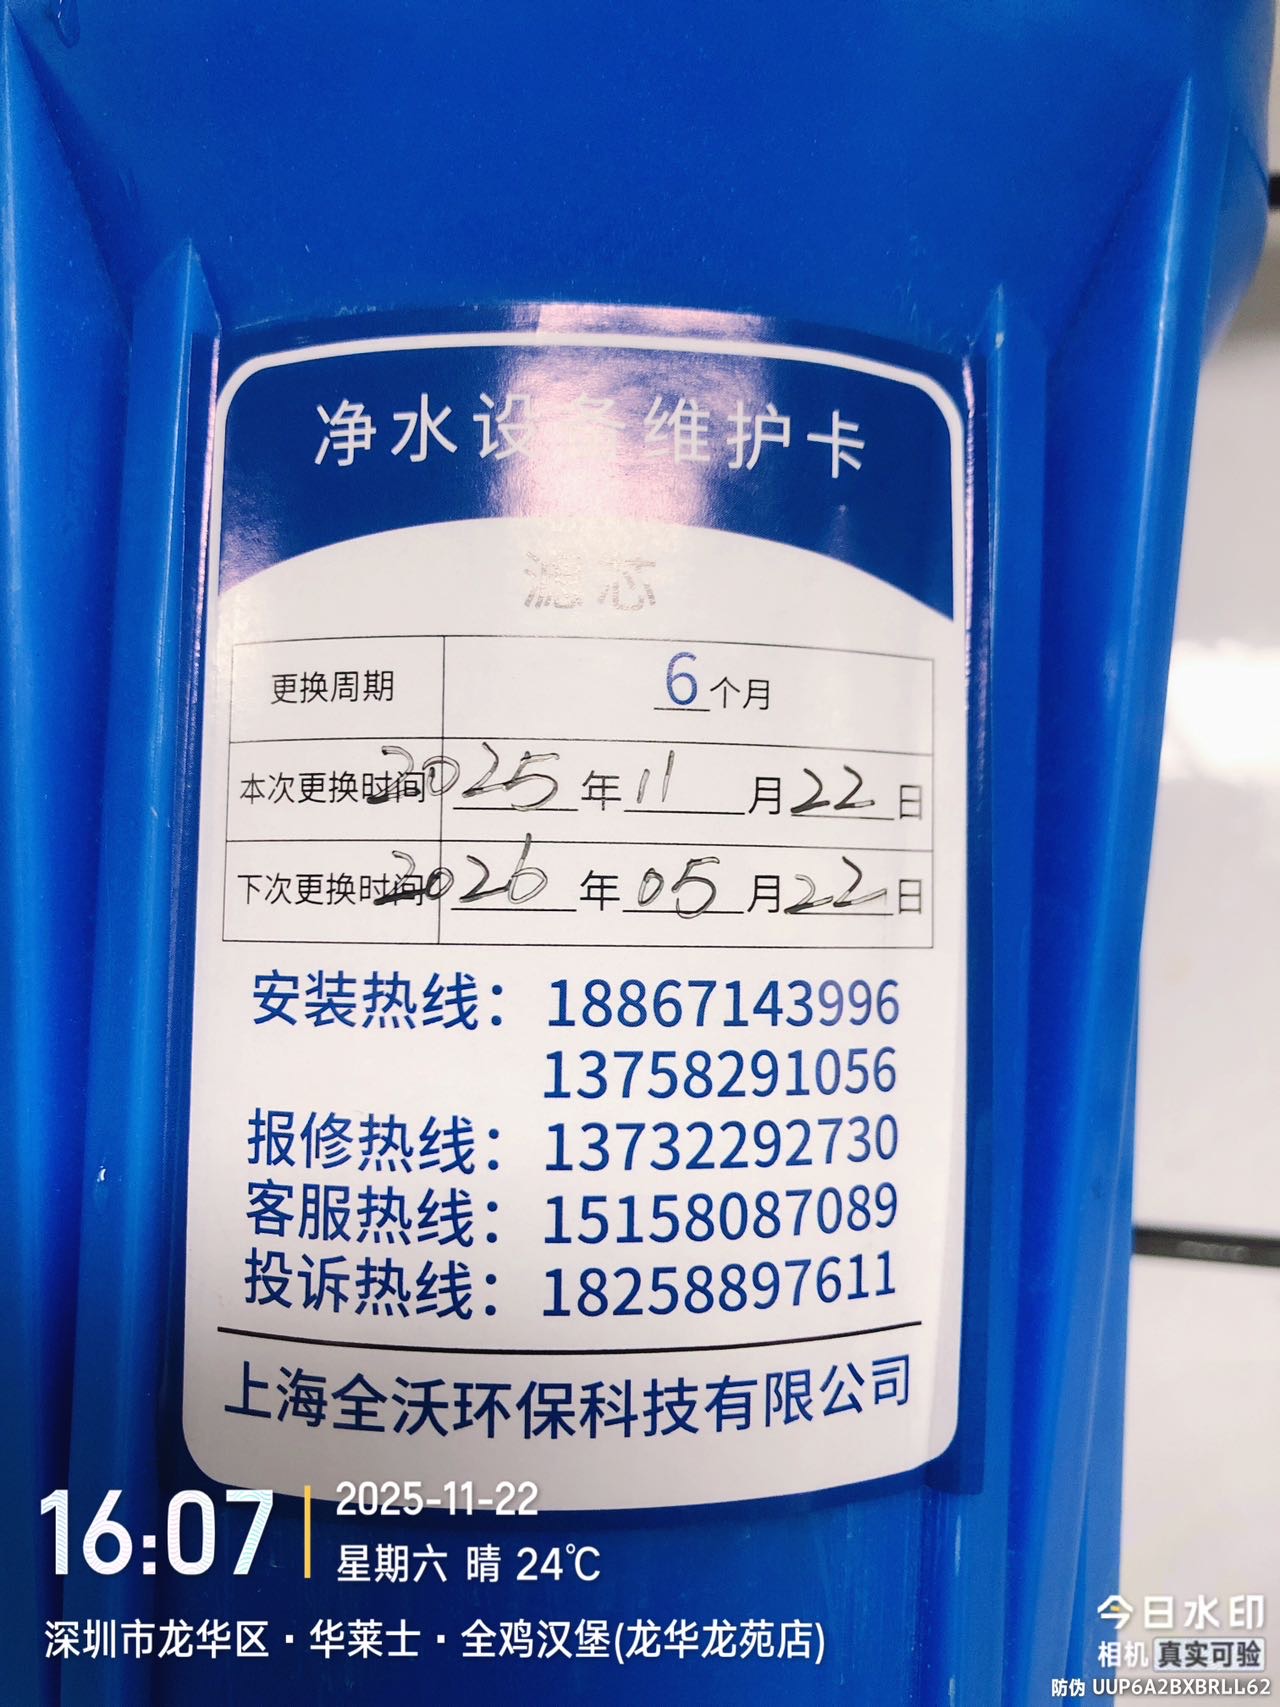 净水设备维护卡
滤芯
更换周期 6个月
本次更换时间 2025年11月22日
下次更换时间 2026年05月22日
安装热线：18867143996
13758291056
报修热线：13732292730
客服热线：15158087089
投诉热线：18258897611
上海全沃环保科技有限公司
16:07
2025-11-22
星期六 晴 24℃
深圳市龙华区·华莱士·全鸡汉堡(龙华龙苑店)
今日水印
相机 真实可验
防伪 UUP6A2BXBRLL62